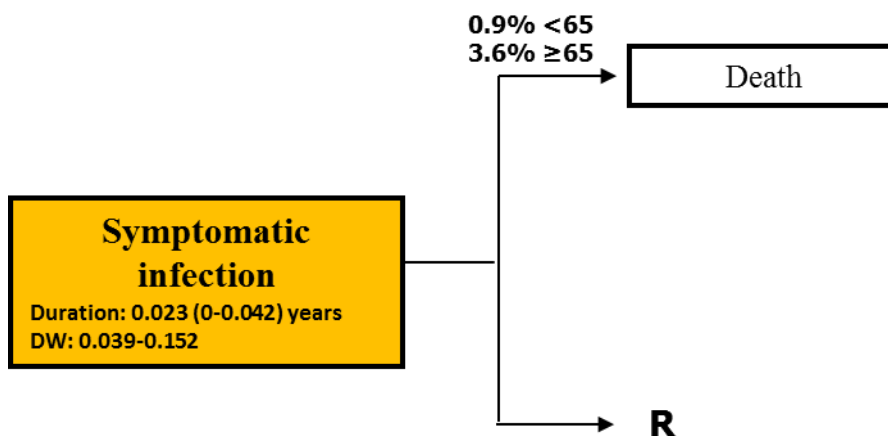 0.9% <65
3.6% ≥65
Death
Symptomatic
infection
Duration: 0.023 (0-0.042) years
DW: 0.039-0.152
R